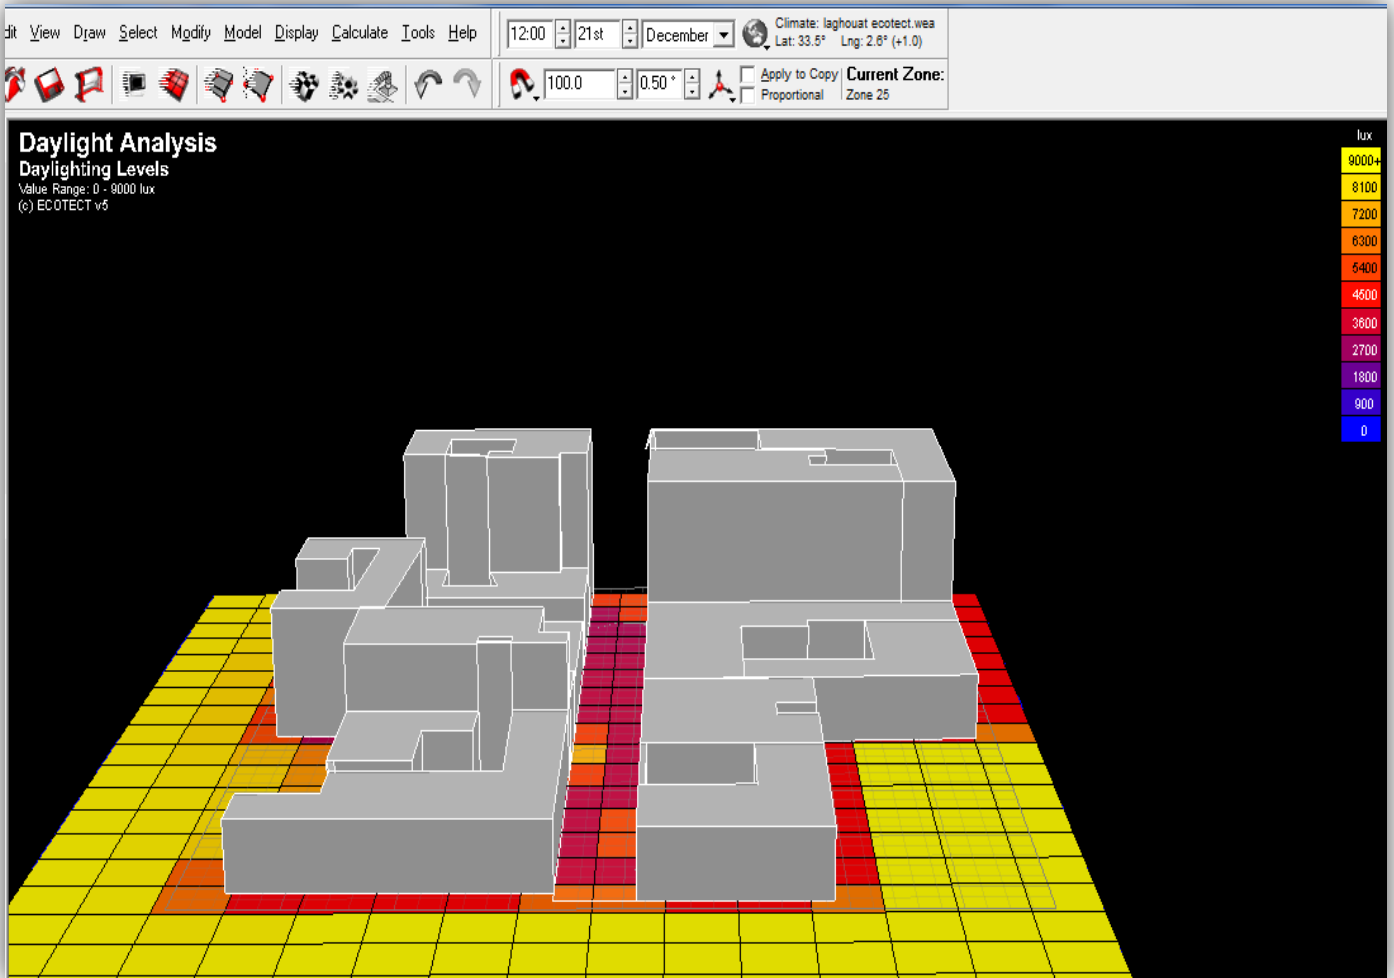 dit View Draw Select Modify Model Display Calculate Tools Help
12:00 21st December
Climate: laghouat ecotect.wea
Lat: 33.5° Lng: 2.6° (+1.0)
100.0 0.50 °
Apply to Copy
Proportional
Current Zone:
Zone 25
Daylight Analysis
Daylighting Levels
Value Range: 0 - 9000 lux
(c) ECOTECT v5
lux
9000+
8100
7200
6300
5400
4500
3600
2700
1800
900
0